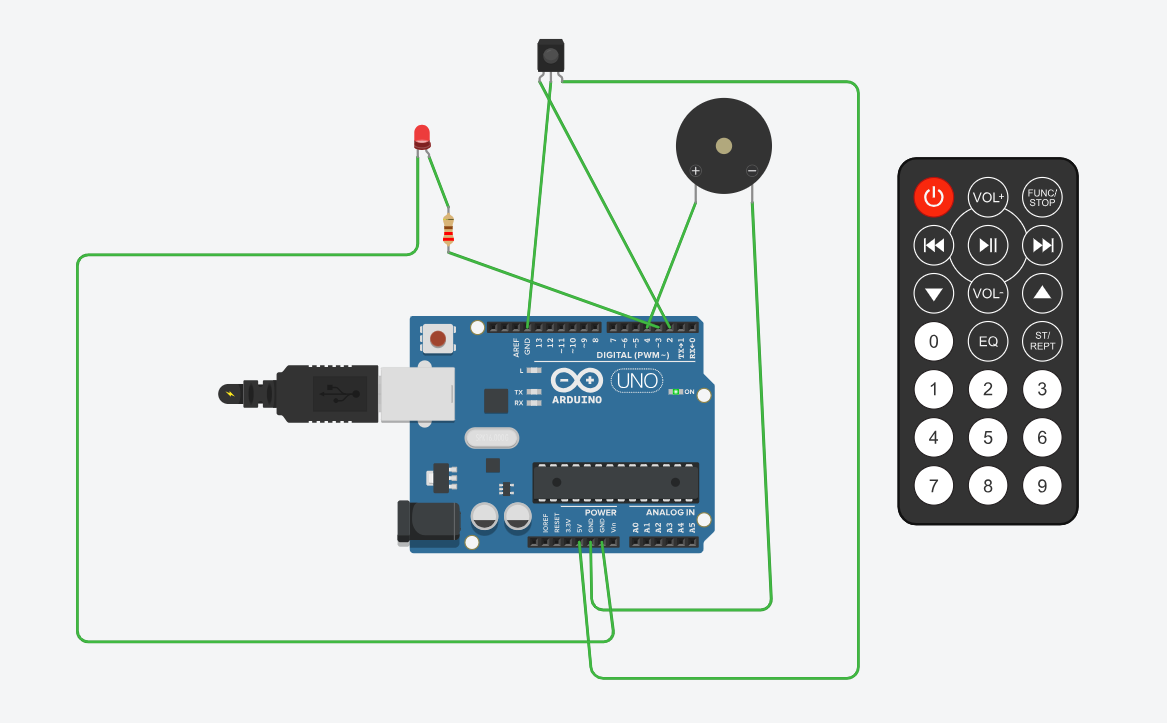 + −
VOL+ FUNC/
STOP
VOL-
0 EQ ST/
REPT
1 2 3
4 5 6
7 8 9
AREF
GND
13
12
~11
~10
~9
8
7
~6
~5
4
~3
2
TX→1
RX←0
DIGITAL (PWM~)
L
TX
RX
UNO
ARDUINO
ON
POWER
ANALOG IN
IOREF
RESET
3.3V
5V
GND
GND
Vin
A0
A1
A2
A3
A4
A5